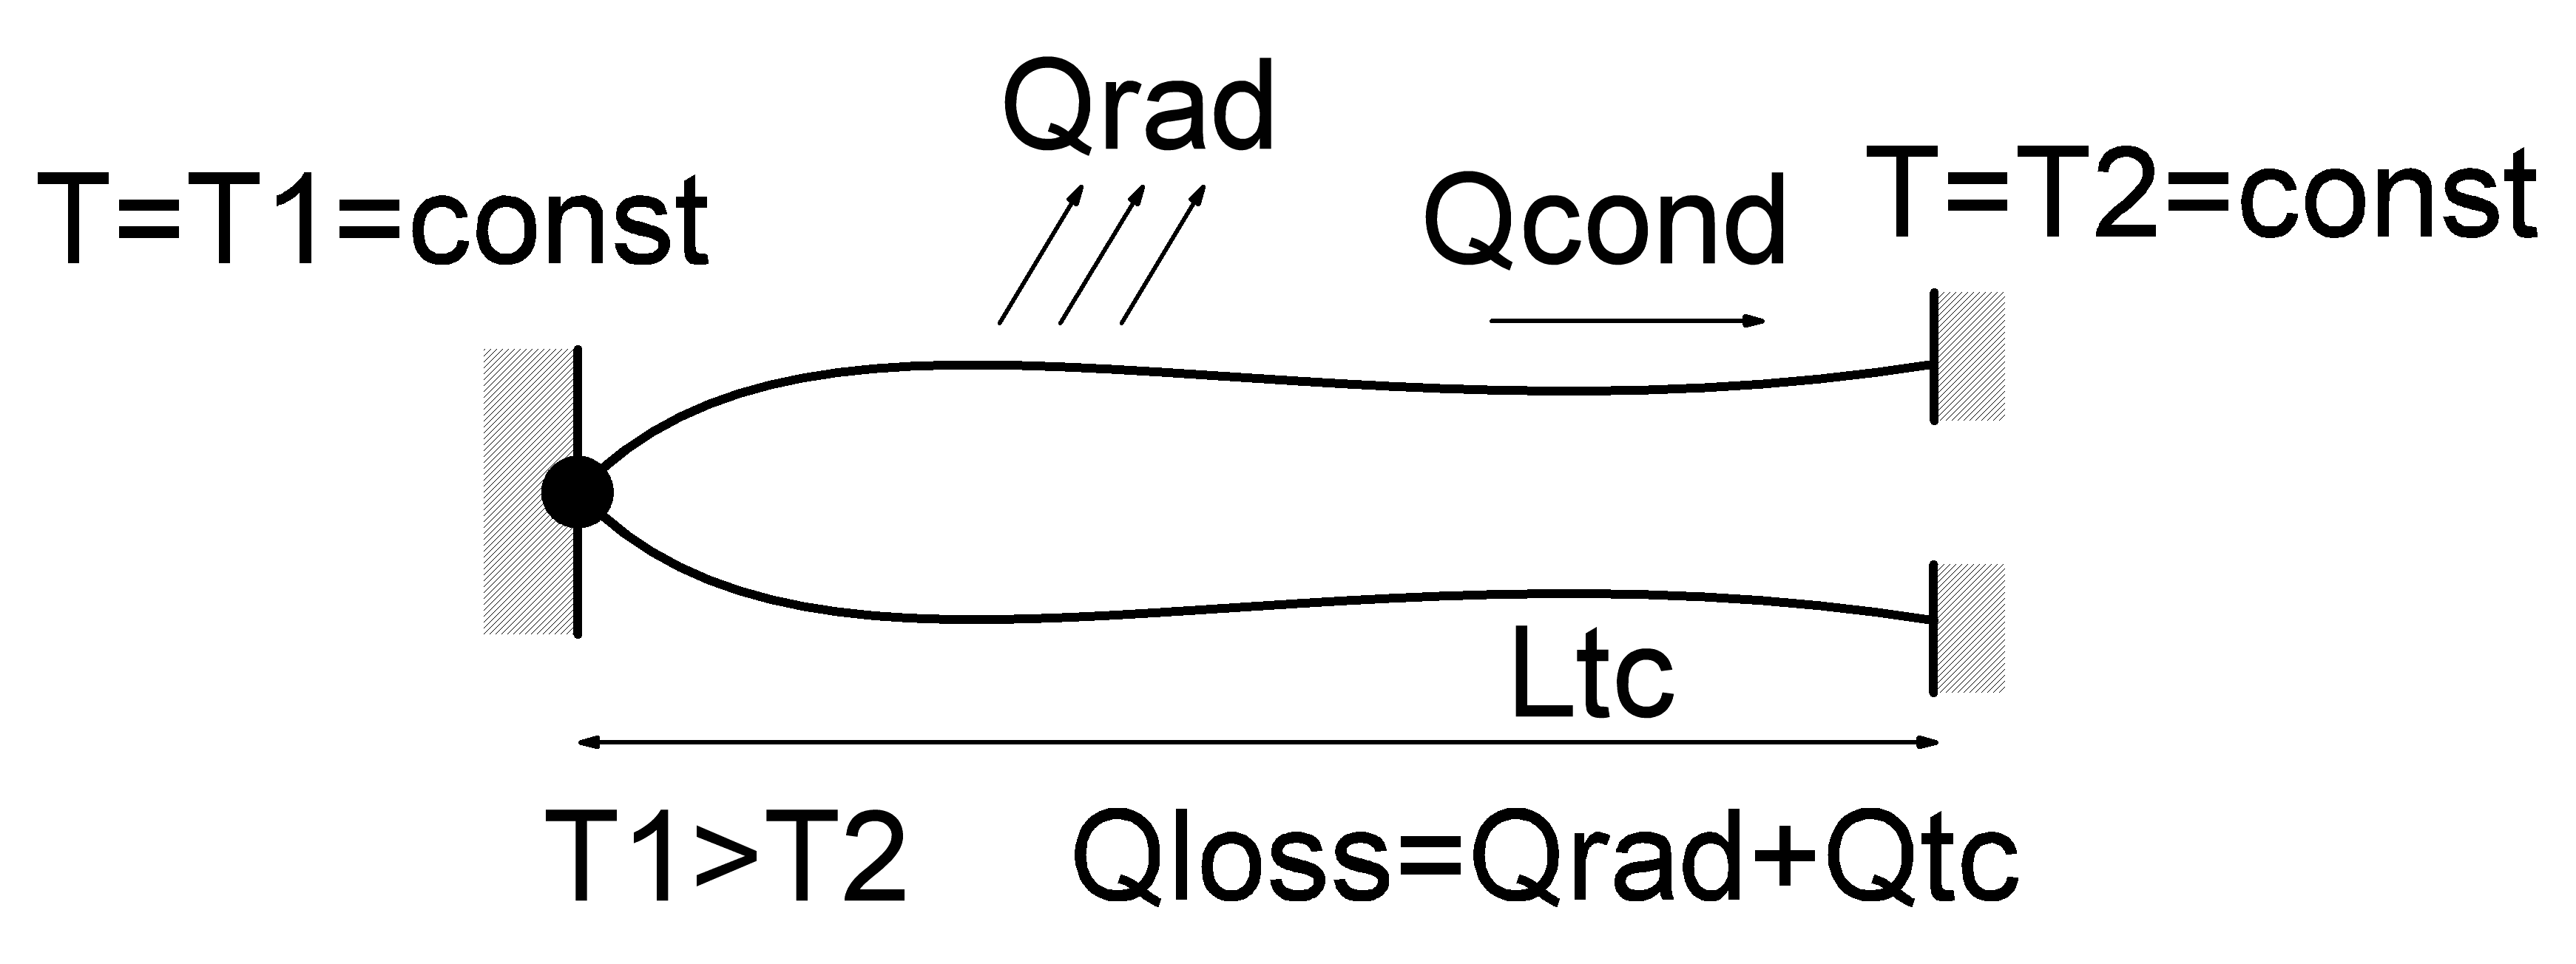 Qrad
T=T1=const
Qcond
T=T2=const
Ltc
T1>T2
Qloss=Qrad+Qtc